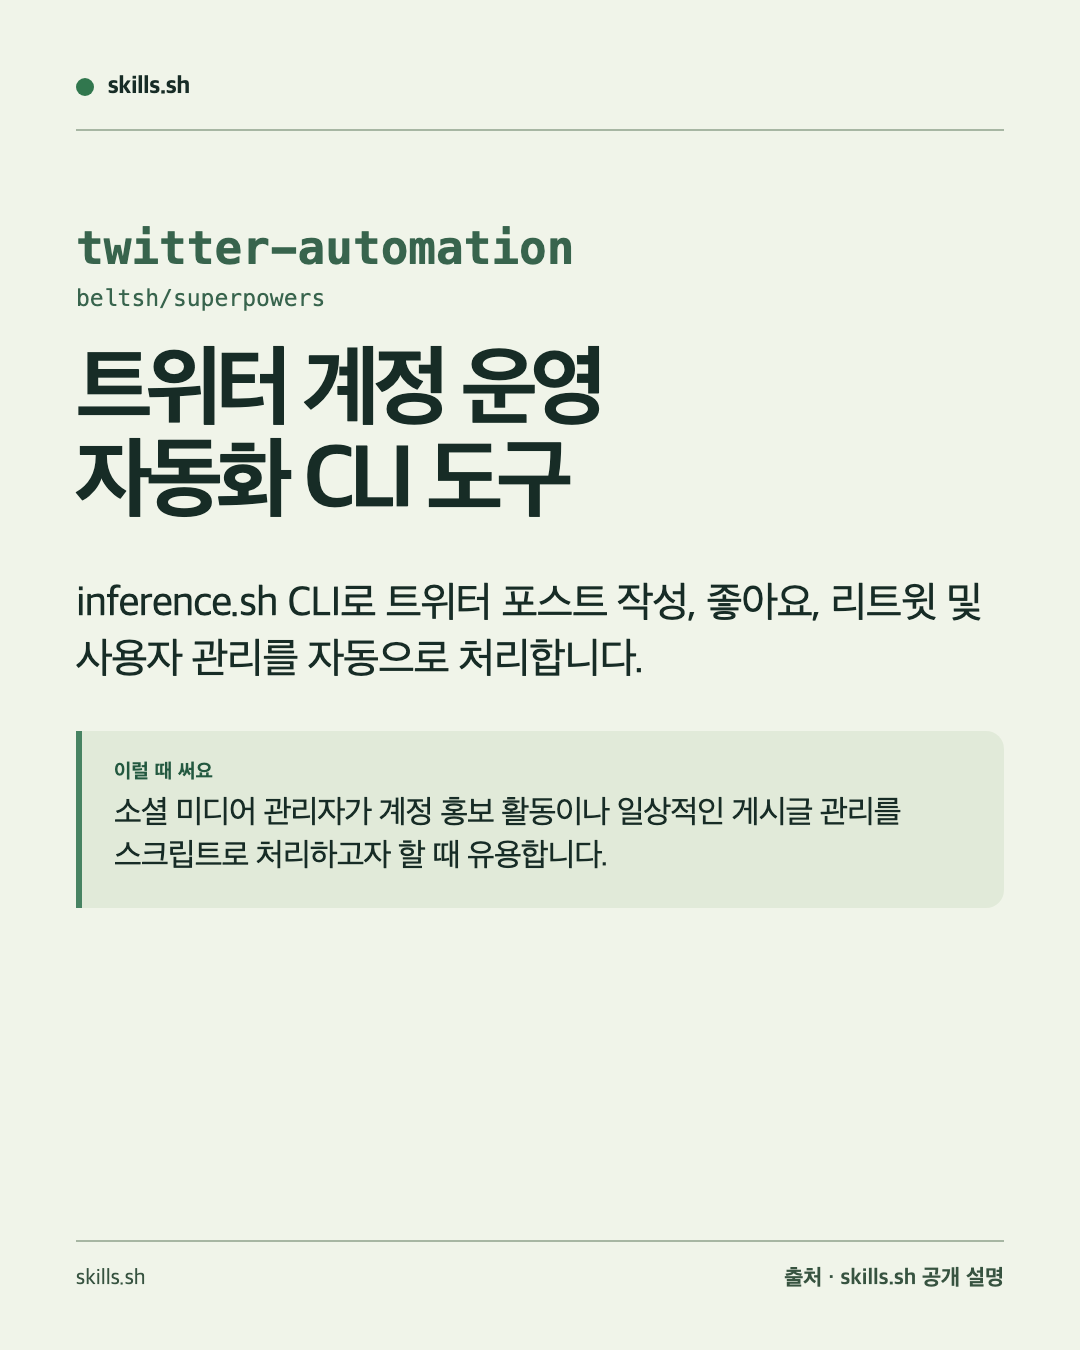 skills.sh
twitter-automation
beltsh/superpowers
트위터 계정 운영
자동화 CLI 도구
inference.sh CLI로 트위터 포스트 작성, 좋아요, 리트윗 및
사용자 관리를 자동으로 처리합니다.
이럴 때 써요
소셜 미디어 관리자가 계정 홍보 활동이나 일상적인 게시글 관리를
스크립트로 처리하고자 할 때 유용합니다.
skills.sh
출처 · skills.sh 공개 설명